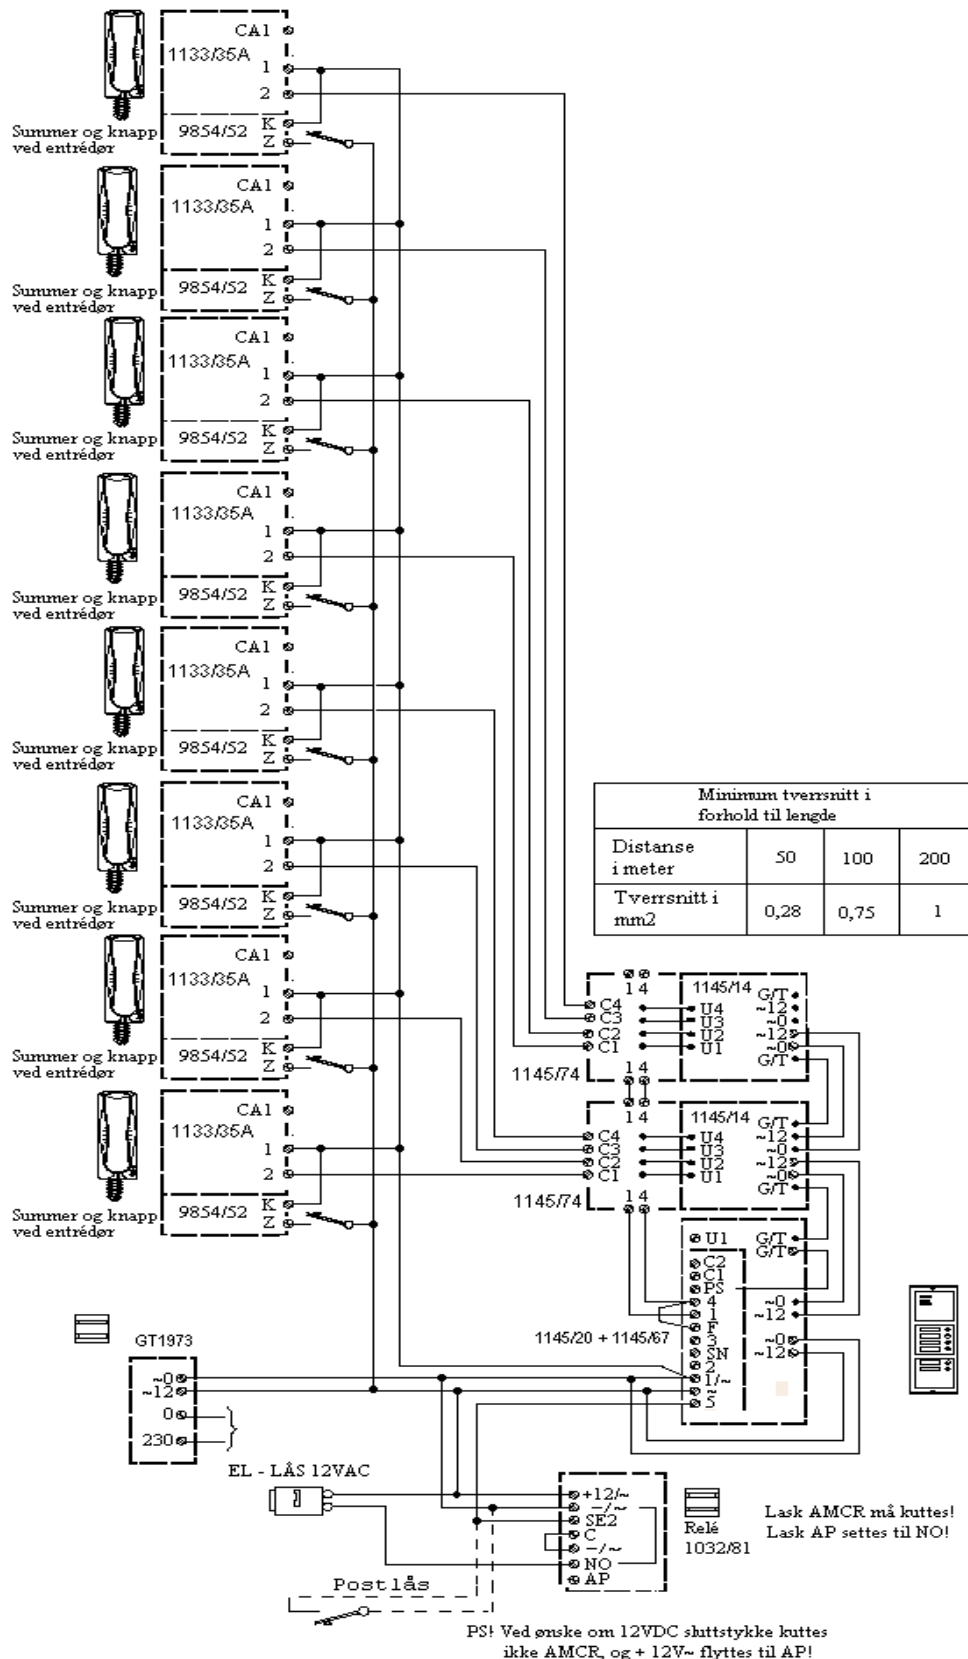 CA1
1133/35A
1
2
9854/52
K
Z
Summer og knapp
ved entrédør
CA1
1133/35A
1
2
9854/52
K
Z
Summer og knapp
ved entrédør
CA1
1133/35A
1
2
9854/52
K
Z
Summer og knapp
ved entrédør
CA1
1133/35A
1
2
9854/52
K
Z
Summer og knapp
ved entrédør
CA1
1133/35A
1
2
9854/52
K
Z
Summer og knapp
ved entrédør
CA1
1133/35A
1
2
9854/52
K
Z
Summer og knapp
ved entrédør
CA1
1133/35A
1
2
9854/52
K
Z
Summer og knapp
ved entrédør
CA1
1133/35A
1
2
9854/52
K
Z
Summer og knapp
ved entrédør
Minimum tverrsnitt i
forhold til lengde
Distanse
i meter
50
100
200
Tverrsnitt i
mm2
0,28
0,75
1
1 4
C4
C3
C2
C1
1 4
1145/74
1145/14
U4
U3
U2
U1
G/T
~12
~0
~12
~0
G/T
1 4
C4
C3
C2
C1
1 4
1145/74
1145/14
U4
U3
U2
U1
G/T
~12
~0
~12
~0
G/T
U1
C2
C1
PS
4
1
F
3
SN
2
1/~
~
5
G/T
G/T
~0
~12
~0
~12
1145/20 + 1145/67
GT1973
~0
~12
0
230
EL - LÅS 12VAC
+12/~
-/~
SE2
C
-/~
NO
AP
Relé
1032/81
Lask AMCR må kuttes!
Lask AP settes til NO!
Postlås
PS! Ved ønske om 12VDC sluttstykke kuttes
ikke AMCR, og + 12V~ flyttes til AP!